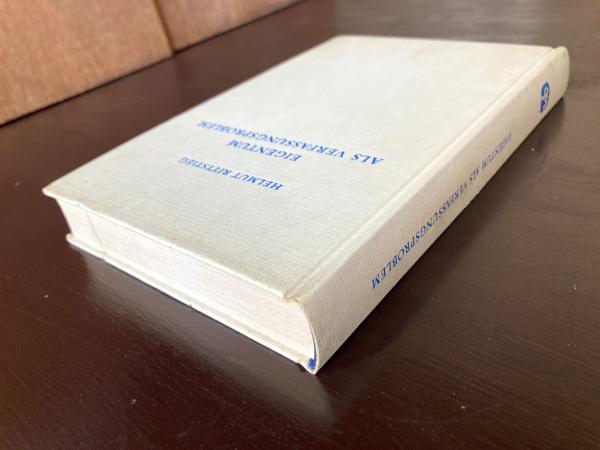 HELMUT RITTSTIEG
EIGENTUM
ALS VERFASSUNGSPROBLEM
EIGENTUM ALS VERFASSUNGSPROBLEM